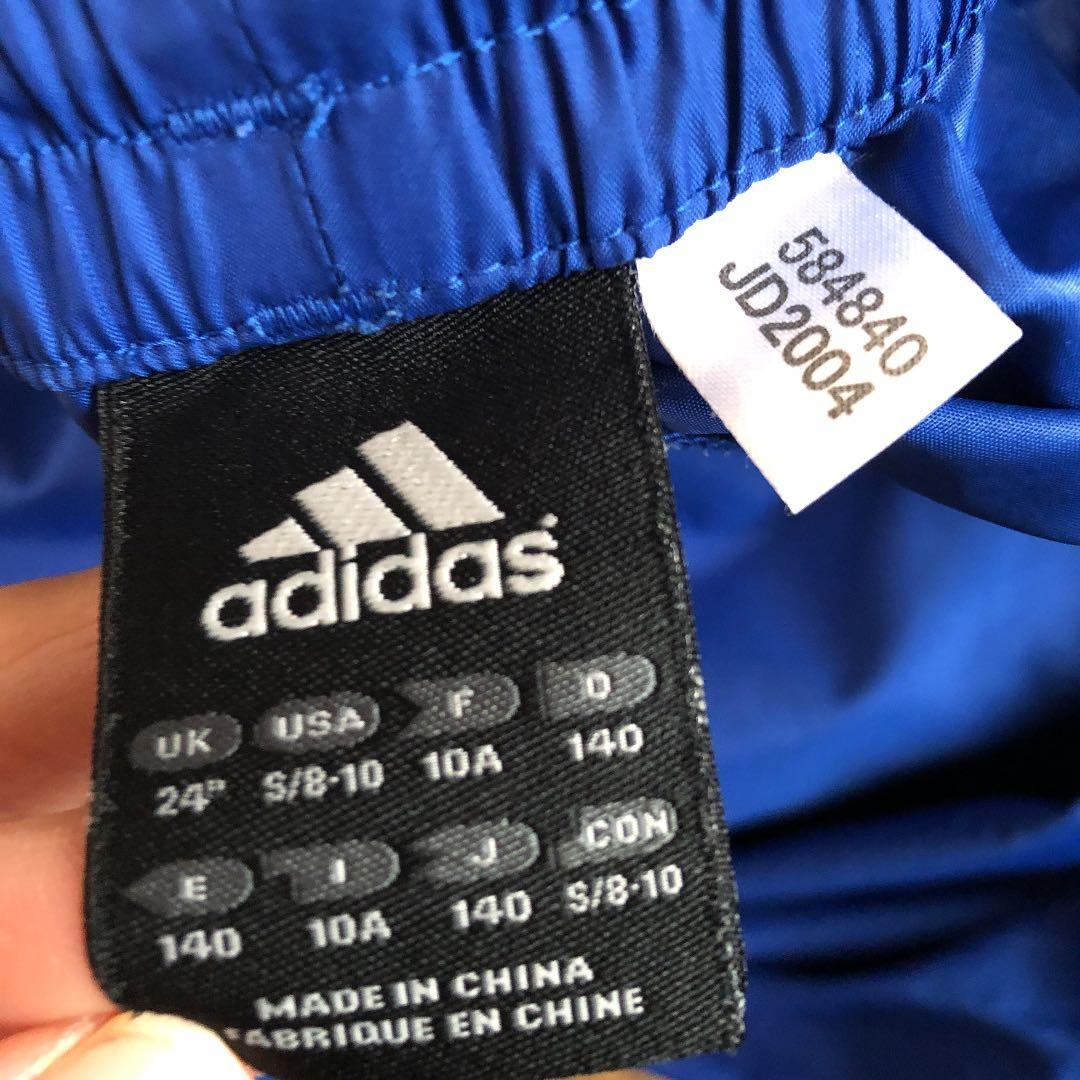 584840
JD2004
adidas
UK USA F D
24" S/8-10 10A 140
E I J CON
140 10A 140 S/8-10
MADE IN CHINA
FABRIQUE EN CHINE